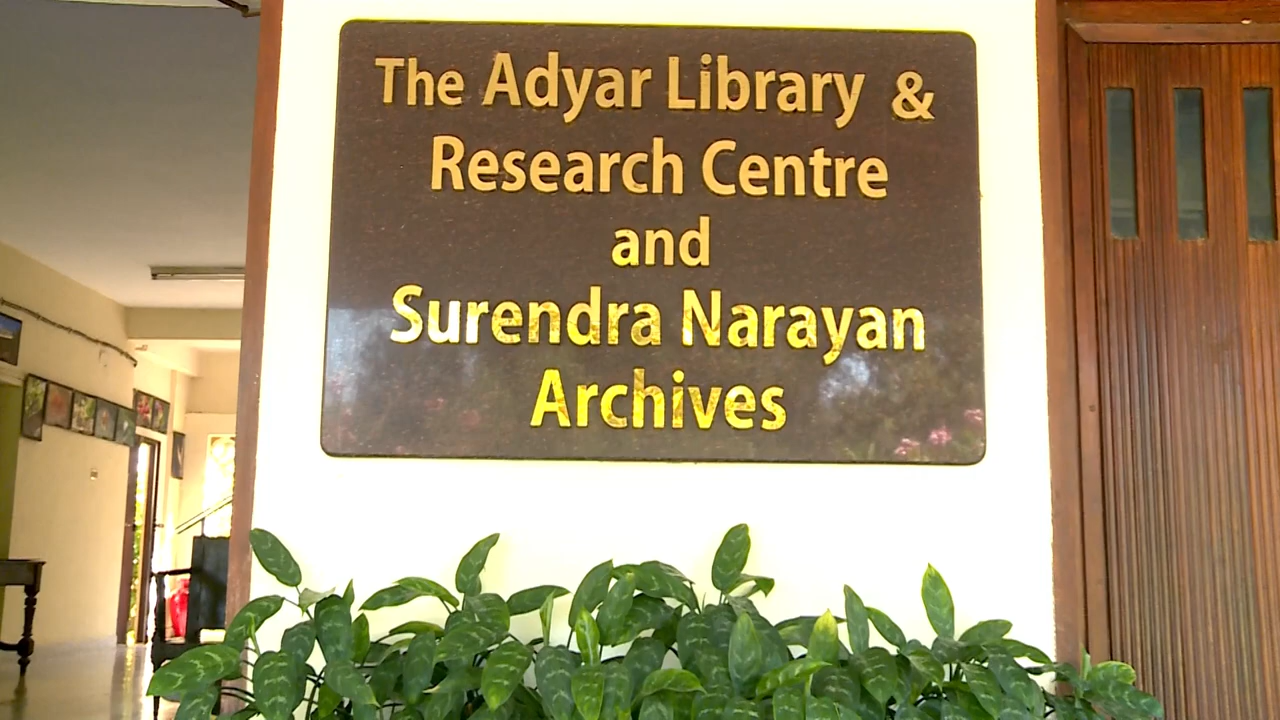 The Adyar Library &
Research Centre
and
Surendra Narayan
Archives